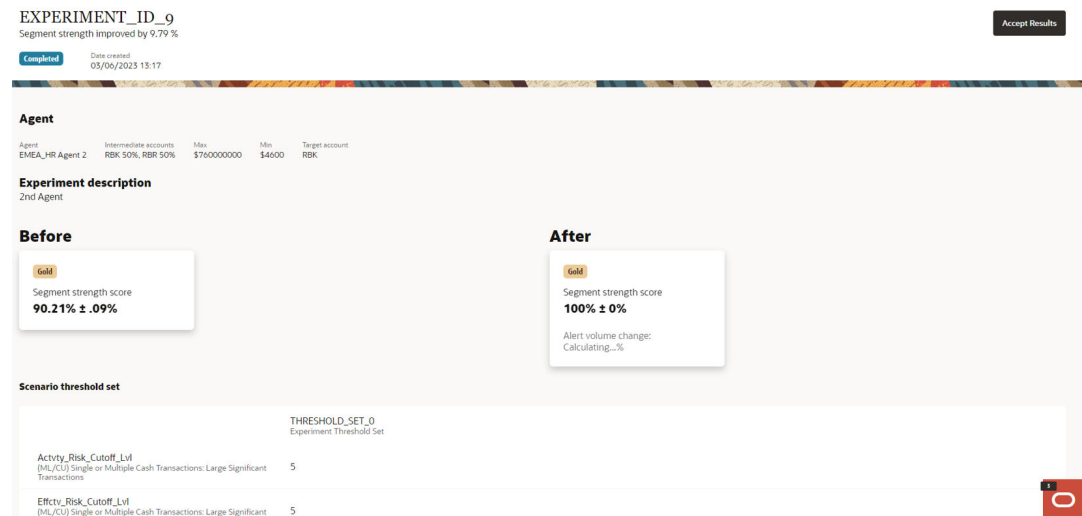 EXPERIMENT_ID_9
Segment strength improved by 9,79 %
Accept Results
Completed
Date created
03/06/2023 13:17
Agent
Agent Intermediate accounts Max Min Target account
EMEA_HR Agent 2 RBK 50%, RBR 50% $760000000 $4600 RBK
Experiment description
2nd Agent
Before
After
Gold
Segment strength score
90.21% ± .09%
Gold
Segment strength score
100% ± 0%
Alert volume change:
Calculating...%
Scenario threshold set
THRESHOLD_SET_0
Experiment Threshold Set
Actvty_Risk_Cutoff_Lvl
(ML/CU) Single or Multiple Cash Transactions: Large Significant
Transactions
5
Effctv_Risk_Cutoff_Lvl
(ML/CU) Single or Multiple Cash Transactions: Large Significant
5
3